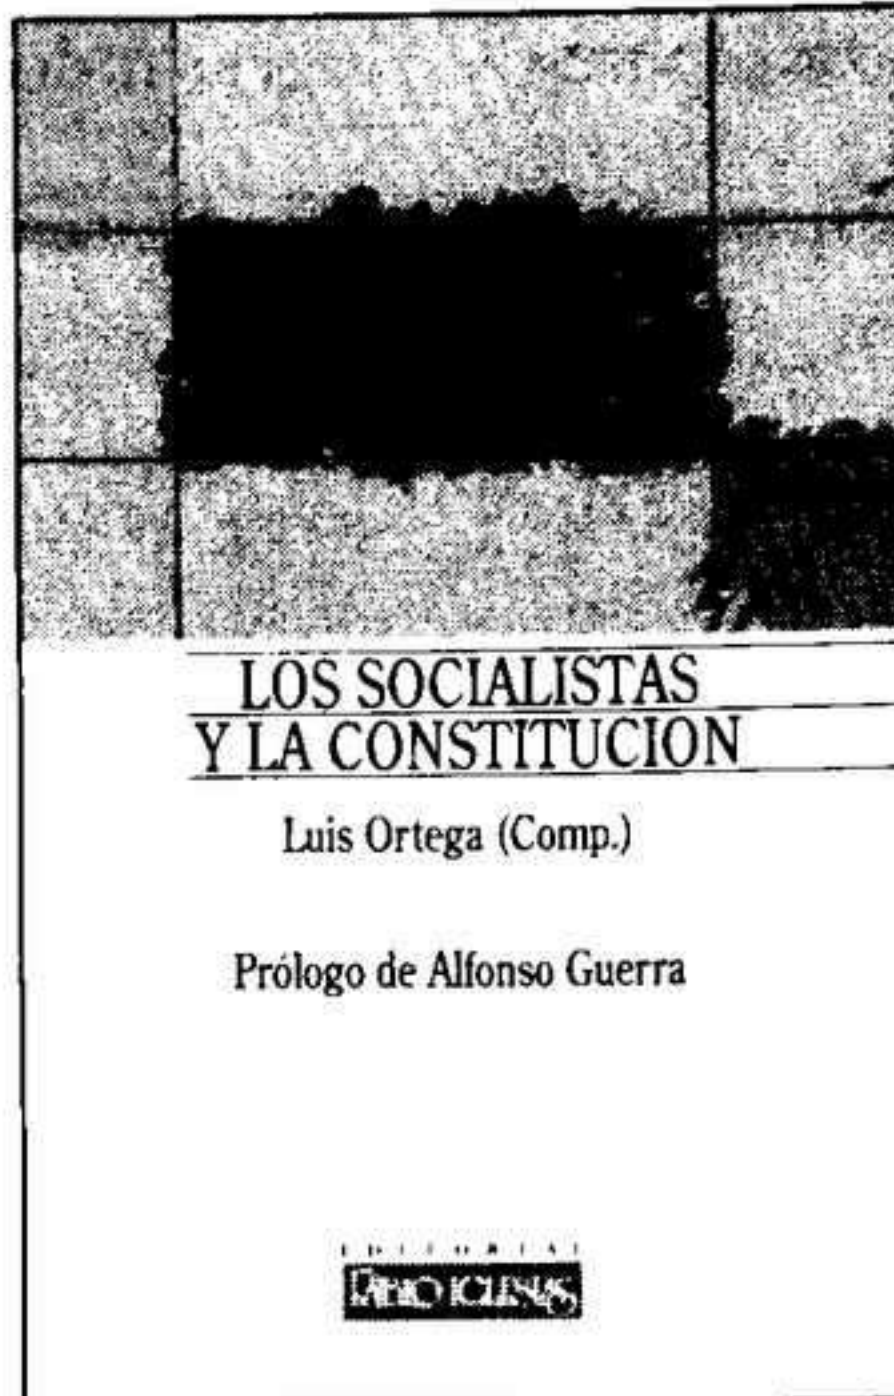 LOS SOCIALISTAS
Y LA CONSTITUCION
Luis Ortega (Comp.)
Prólogo de Alfonso Guerra
EDITORIAL
PABLO IGLESIAS